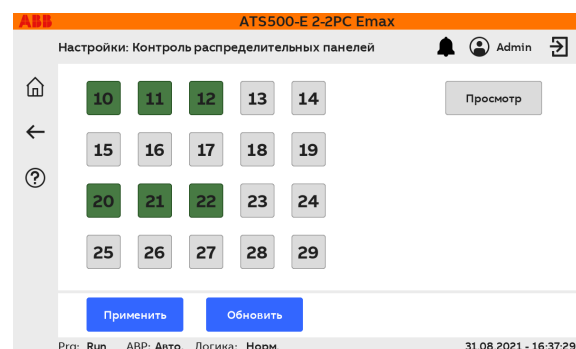 ABB ATS500-E 2-2PC Emax
Настройки: Контроль распределительных панелей Admin
10 11 12 13 14 Просмотр
15 16 17 18 19
20 21 22 23 24
25 26 27 28 29
Применить Обновить
Prg: Run АВР: Авто. Логика: Норм. 31.08.2021 - 16:37:29